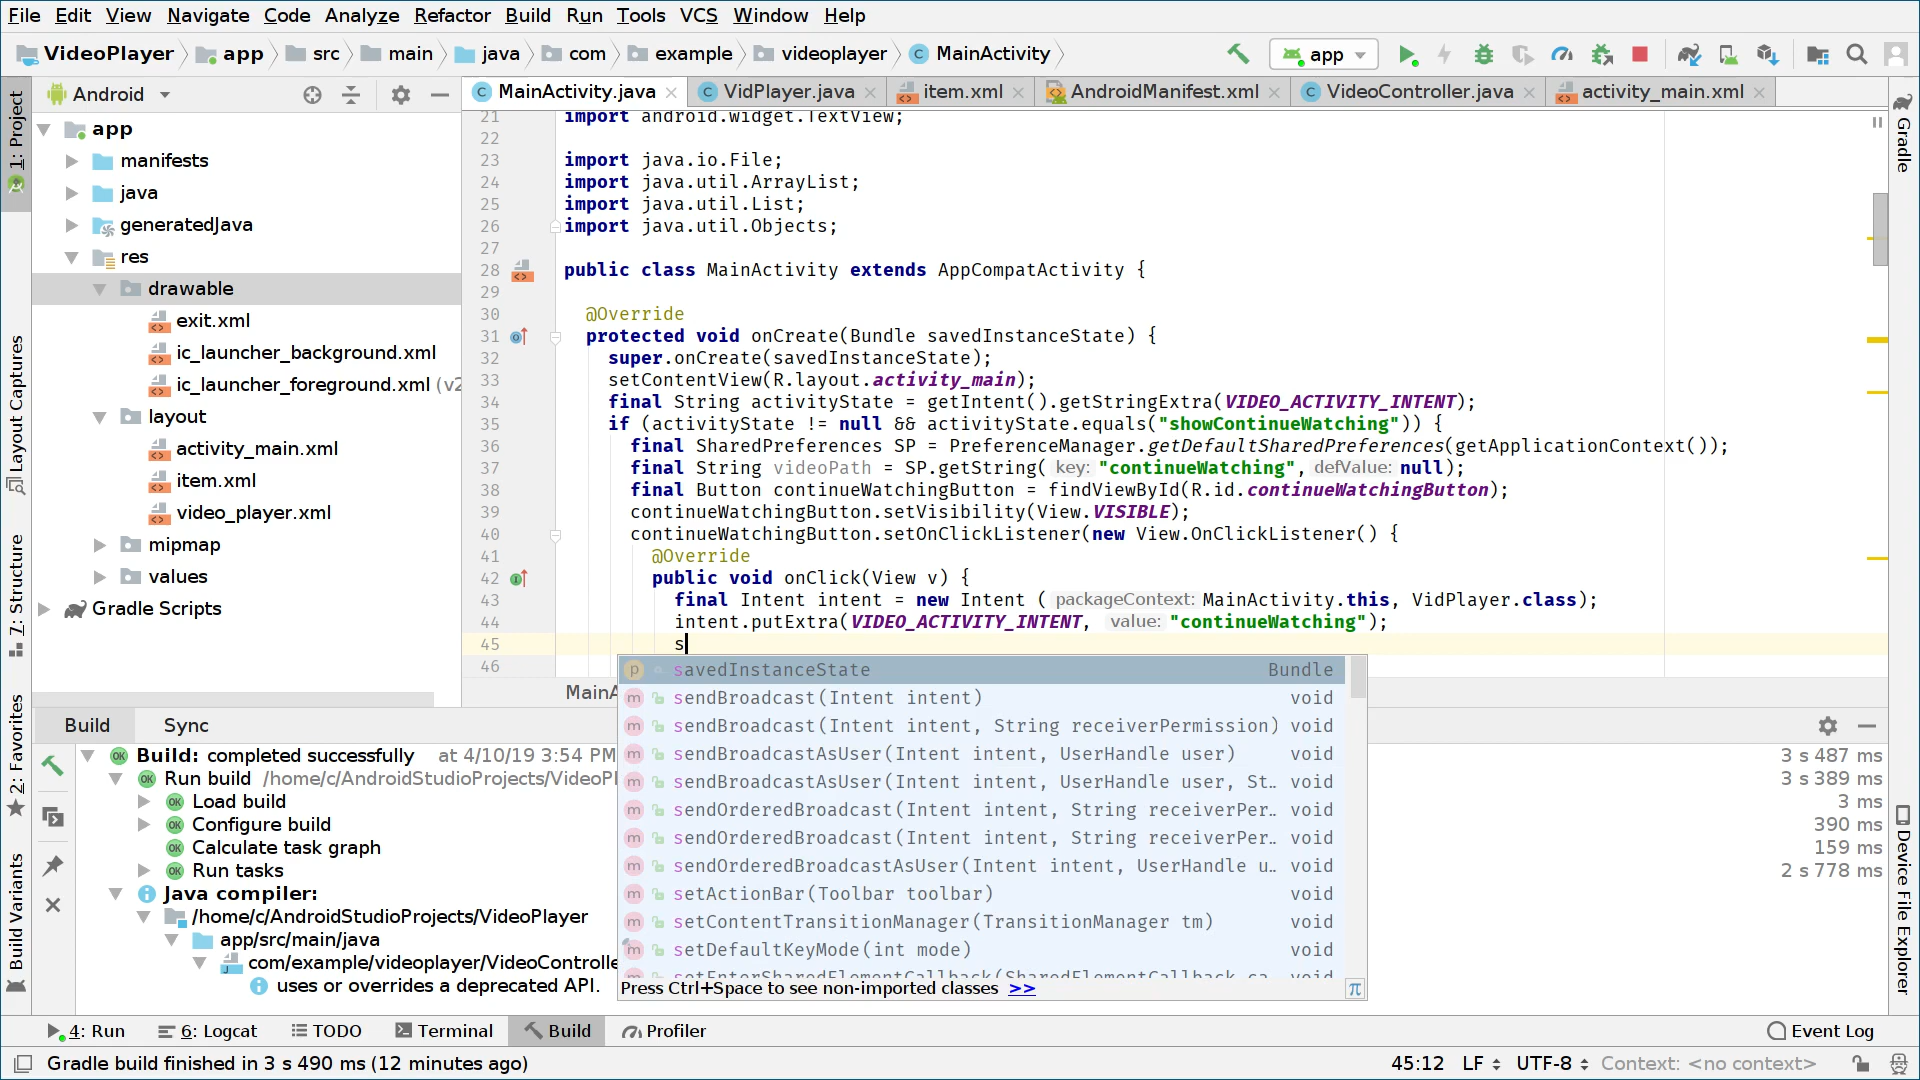 File Edit View Navigate Code Analyze Refactor Build Run Tools VCS Window Help
VideoPlayer app src main java com example videoplayer MainActivity
app
Android
MainActivity.java VidPlayer.java item.xml AndroidManifest.xml VideoController.java activity_main.xml
1: Project
Layout Captures
7: Structure
2: Favorites
Build Variants
app
manifests
java
generatedJava
res
drawable
exit.xml
ic_launcher_background.xml
ic_launcher_foreground.xml (v2
layout
activity_main.xml
item.xml
video_player.xml
mipmap
values
Gradle Scripts
21 import android.widget.TextView;
22
23 import java.io.File;
24 import java.util.ArrayList;
25 import java.util.List;
26 import java.util.Objects;
27
28 public class MainActivity extends AppCompatActivity {
29
30 @Override
31 protected void onCreate(Bundle savedInstanceState) {
32 super.onCreate(savedInstanceState);
33 setContentView(R.layout.activity_main);
34 final String activityState = getIntent().getStringExtra(VIDEO_ACTIVITY_INTENT);
35 if (activityState != null && activityState.equals("showContinueWatching")) {
36 final SharedPreferences SP = PreferenceManager.getDefaultSharedPreferences(getApplicationContext());
37 final String videoPath = SP.getString( key: "continueWatching", defValue: null);
38 final Button continueWatchingButton = findViewById(R.id.continueWatchingButton);
39 continueWatchingButton.setVisibility(View.VISIBLE);
40 continueWatchingButton.setOnClickListener(new View.OnClickListener() {
41 @Override
42 public void onClick(View v) {
43 final Intent intent = new Intent ( packageContext: MainActivity.this, VidPlayer.class);
44 intent.putExtra(VIDEO_ACTIVITY_INTENT, value: "continueWatching");
45 s
46
savedInstanceState Bundle
sendBroadcast(Intent intent) void
sendBroadcast(Intent intent, String receiverPermission) void
sendBroadcastAsUser(Intent intent, UserHandle user) void
sendBroadcastAsUser(Intent intent, UserHandle user, St… void
sendOrderedBroadcast(Intent intent, String receiverPer… void
sendOrderedBroadcast(Intent intent, String receiverPer… void
sendOrderedBroadcastAsUser(Intent intent, UserHandle u… void
setActionBar(Toolbar toolbar) void
setContentTransitionManager(TransitionManager tm) void
setDefaultKeyMode(int mode) void
setEnterSharedElementCallback(SharedElementCallback ca… void
Press Ctrl+Space to see non-imported classes >> π
MainA
Build Sync
Build: completed successfully at 4/10/19 3:54 PM 3 s 487 ms
Run build /home/c/AndroidStudioProjects/VideoPl 3 s 389 ms
Load build 3 ms
Configure build 390 ms
Calculate task graph 159 ms
Run tasks 2 s 778 ms
Java compiler:
/home/c/AndroidStudioProjects/VideoPlayer
app/src/main/java
com/example/videoplayer/VideoControlle
uses or overrides a deprecated API.
Gradle
Device File Explorer
4: Run 6: Logcat TODO Terminal Build Profiler Event Log
Gradle build finished in 3 s 490 ms (12 minutes ago) 45:12 LF UTF-8 Context: <no context>